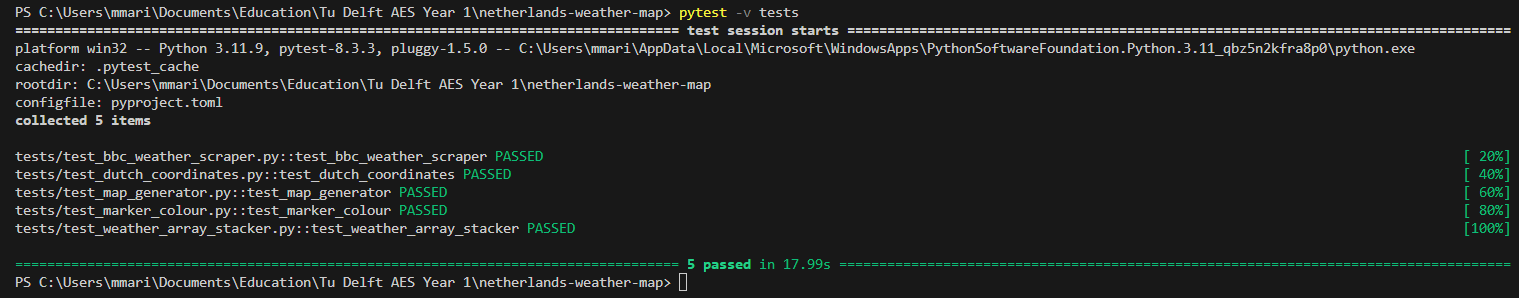 PS C:\Users\mmari\Documents\Education\Tu Delft AES Year 1\netherlands-weather-map> pytest -v tests
=================================================================================== test session starts ===================================================================================
platform win32 -- Python 3.11.9, pytest-8.3.3, pluggy-1.5.0 -- C:\Users\mmari\AppData\Local\Microsoft\WindowsApps\PythonSoftwareFoundation.Python.3.11_qbz5n2kfra8p0\python.exe
cachedir: .pytest_cache
rootdir: C:\Users\mmari\Documents\Education\Tu Delft AES Year 1\netherlands-weather-map
configfile: pyproject.toml
collected 5 items
tests/test_bbc_weather_scraper.py::test_bbc_weather_scraper PASSED [ 20%]
tests/test_dutch_coordinates.py::test_dutch_coordinates PASSED [ 40%]
tests/test_map_generator.py::test_map_generator PASSED [ 60%]
tests/test_marker_colour.py::test_marker_colour PASSED [ 80%]
tests/test_weather_array_stacker.py::test_weather_array_stacker PASSED [100%]
=================================================================================== 5 passed in 17.99s ====================================================================================
PS C:\Users\mmari\Documents\Education\Tu Delft AES Year 1\netherlands-weather-map>